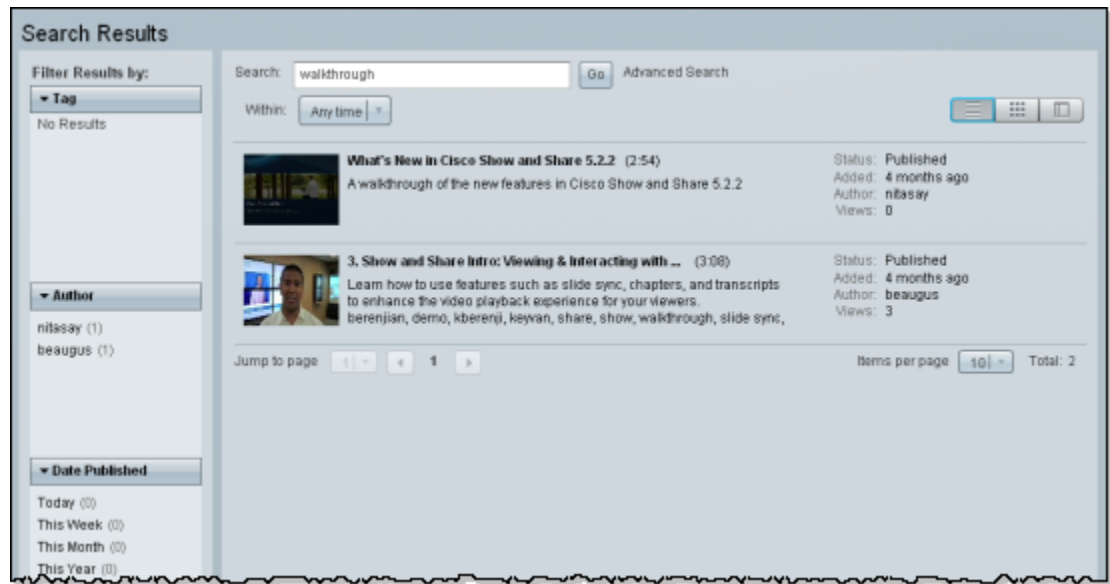 Search Results
Filter Results by:
Tag
No Results
Author
nitasay (1)
beaugus (1)
Date Published
Today (0)
This Week (0)
This Month (0)
This Year (0)
Search: walkthrough Go Advanced Search
Within: Any time
What's New in Cisco Show and Share 5.2.2 (2:54)
A walkthrough of the new features in Cisco Show and Share 5.2.2
Status: Published
Added: 4 months ago
Author: nitasay
Views: 0
3. Show and Share Intro: Viewing & Interacting with ... (3:08)
Learn how to use features such as slide sync, chapters, and transcripts
to enhance the video playback experience for your viewers.
berenjian, demo, kberenji, keyvan, share, show, walkthrough, slide sync,
Status: Published
Added: 4 months ago
Author: beaugus
Views: 3
Jump to page 1 1
Items per page 10 Total: 2